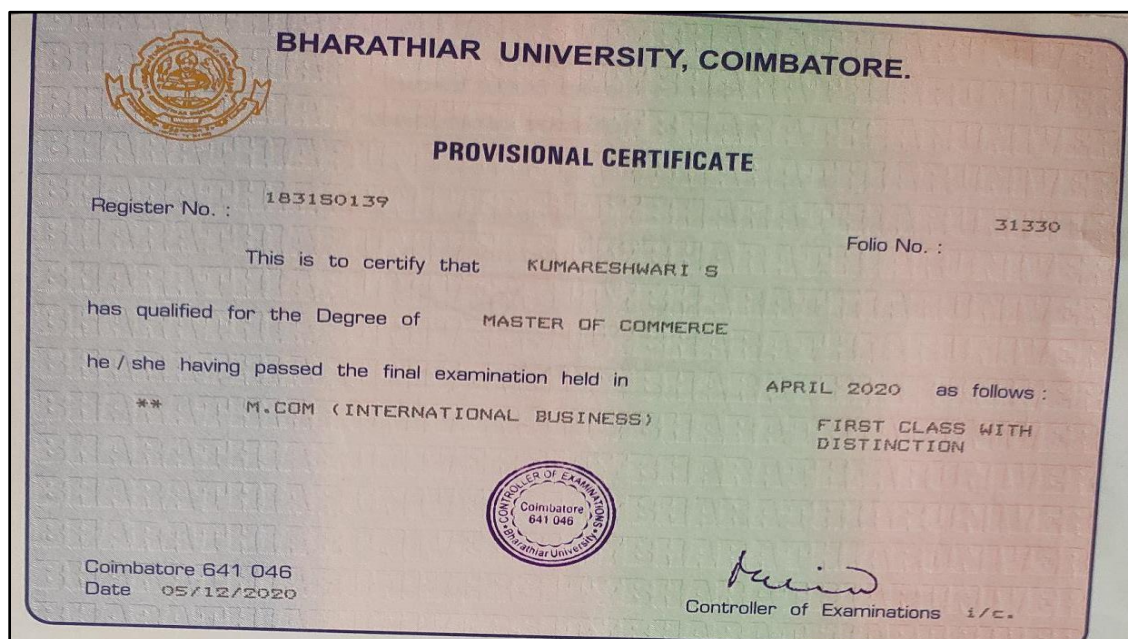 BHARATHIAR UNIVERSITY, COIMBATORE.
PROVISIONAL CERTIFICATE
Register No. : 183150139
Folio No. : 31330
This is to certify that KUMARESHWARI S
has qualified for the Degree of MASTER OF COMMERCE
he / she having passed the final examination held in APRIL 2020 as follows :
** M.COM (INTERNATIONAL BUSINESS) FIRST CLASS WITH
DISTINCTION
CONTROLLER OF EXAMINATIONS
Coimbatore
641 046
Bharathiar University
Coimbatore 641 046
Date 05/12/2020
Controller of Examinations i/c.